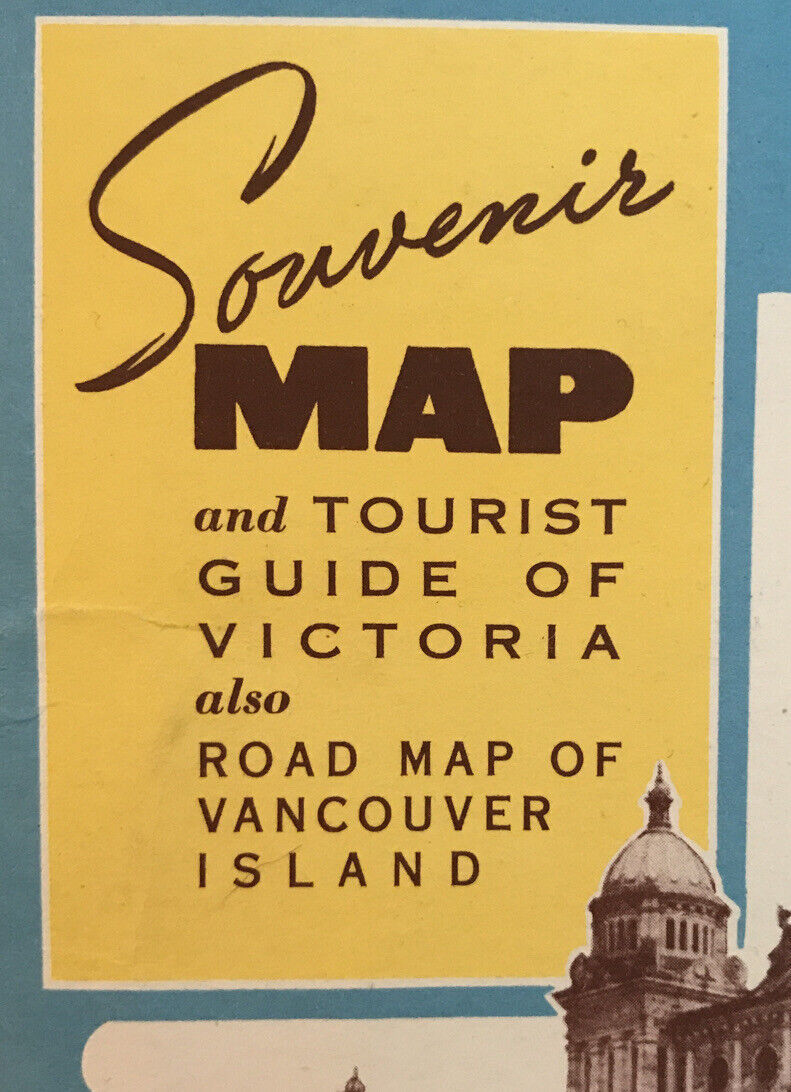 Souvenir
MAP
and TOURIST
GUIDE OF
VICTORIA
also
ROAD MAP OF
VANCOUVER
ISLAND